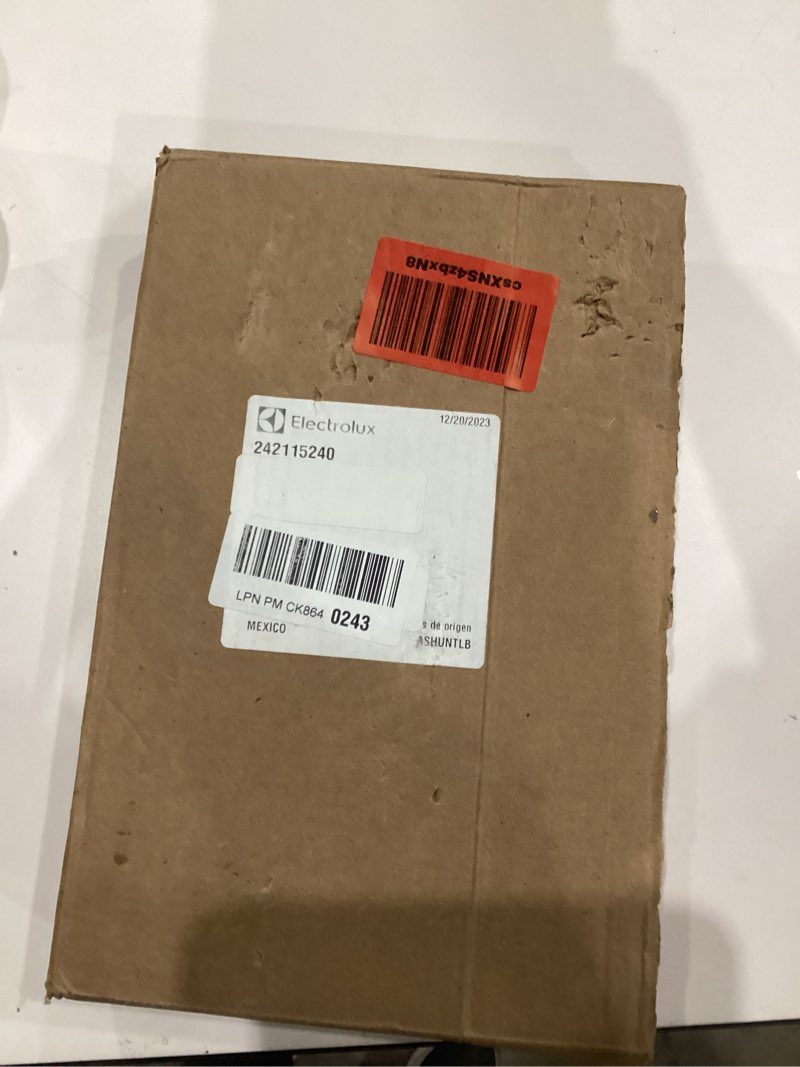 csXNS4zbxN8
Electrolux
12/20/2023
242115240
LPN PM CK864 0243
s de origen
MEXICO
ASHUNTLB